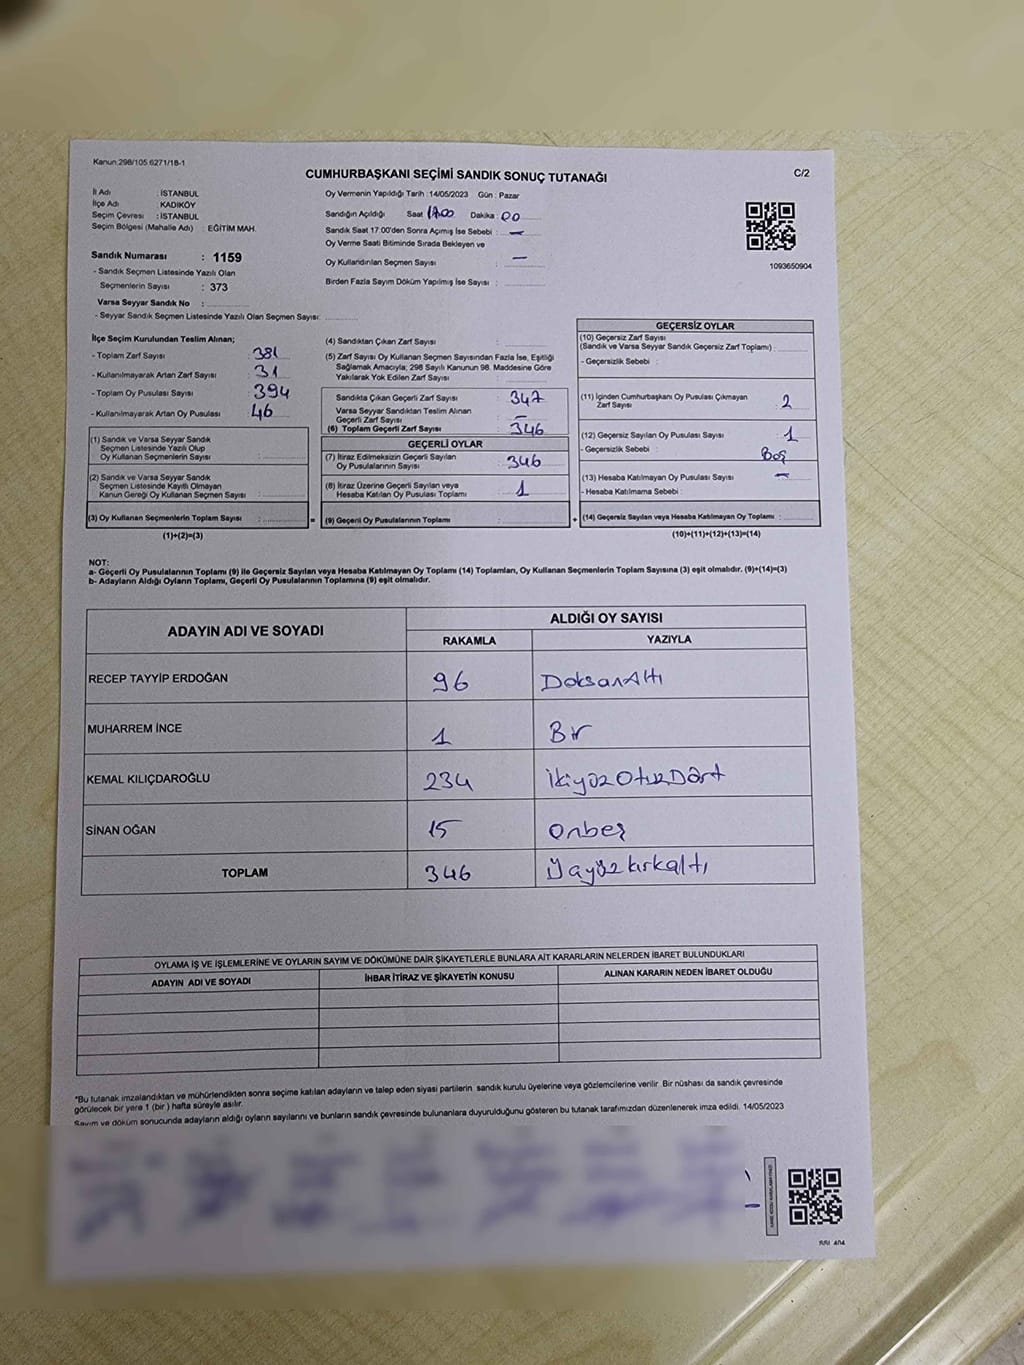 Kanun:298/105 6271/18-1
CUMHURBAŞKANI SEÇİMİ SANDIK SONUÇ TUTANAĞI
C/2
İl Adı : İSTANBUL
İlçe Adı : KADIKÖY
Seçim Çevresi : İSTANBUL
Seçim Bölgesi (Mahalle Adı) : EĞİTİM MAH.
Sandık Numarası : 1159
- Sandık Seçmen Listesinde Yazılı Olan
Seçmenlerin Sayısı : 373
Varsa Seyyar Sandık No :
- Seyyar Sandık Seçmen Listesinde Yazılı Olan Seçmen Sayısı:
Oy Vermenin Yapıldığı Tarih :14/05/2023 Gün : Pazar
Sandığın Açıldığı Saat Dakika : 00
Sandık Saat 17.00'den Sonra Açımış İse Sebebi : —
Oy Verme Saati Bitiminde Sırada Bekleyen ve
Oy Kullandırılan Seçmen Sayısı : —
Birden Fazla Sayım Döküm Yapılmış İse Sayısı :
1093650904
İlçe Seçim Kurulundan Teslim Alınan;
- Toplam Zarf Sayısı : 381
- Kullanılmayarak Artan Zarf Sayısı : 31
- Toplam Oy Pusulası Sayısı : 394
- Kullanılmayarak Artan Oy Pusulası : 46
(1) Sandık ve Varsa Seyyar Sandık
Seçmen Listesinde Yazılı Olup
Oy Kullanan Seçmenlerin Sayısı :
(2) Sandık ve Varsa Seyyar Sandık
Seçmen Listesinde Kayıtlı Olmayan
Kanun Gereği Oy Kullanan Seçmen Sayısı :
(3) Oy Kullanan Seçmenlerin Toplam Sayısı :
(1)+(2)=(3)
(4) Sandıktan Çıkan Zarf Sayısı :
(5) Zarf Sayısı Oy Kullanan Seçmen Sayısından Fazla İse, Eşitliği
Sağlamak Amacıyla; 298 Sayılı Kanunun 98. Maddesine Göre
Yakılarak Yok Edilen Zarf Sayısı :
Sandıkta Çıkan Geçerli Zarf Sayısı : 347
Varsa Seyyar Sandıktan Teslim Alınan
Geçerli Zarf Sayısı : —
(6) Toplam Geçerli Zarf Sayısı : 346
GEÇERLİ OYLAR
(7) İtiraz Edilmeksizin Geçerli Sayılan
Oy Pusulalarının Sayısı : 346
(8) İtiraz Üzerine Geçerli Sayılan veya
Hesaba Katılan Oy Pusulası Toplamı : 1
= (9) Geçerli Oy Pusulalarının Toplamı :
GEÇERSİZ OYLAR
(10) Geçersiz Zarf Sayısı
(Sandık ve Varsa Seyyar Sandık Geçersiz Zarf Toplamı) :
- Geçersizlik Sebebi :
(11) İçinden Cumhurbaşkanı Oy Pusulası Çıkmayan
Zarf Sayısı : 2
(12) Geçersiz Sayılan Oy Pusulası Sayısı : 1
- Geçersizlik Sebebi : Boş
(13) Hesaba Katılmayan Oy Pusulası Sayısı : —
- Hesaba Katılmama Sebebi :
+ (14) Geçersiz Sayılan veya Hesaba Katılmayan Oy Toplamı :
(10)+(11)+(12)+(13)=(14)
NOT:
a- Geçerli Oy Pusulalarının Toplamı (9) ile Geçersiz Sayılan veya Hesaba Katılmayan Oy Toplamı (14) Toplamları, Oy Kullanan Seçmenlerin Toplam Sayısına (3) eşit olmalıdır. (9)+(14)=(3)
b- Adayların Aldığı Oyların Toplamı, Geçerli Oy Pusulalarının Toplamına (9) eşit olmalıdır.
ADAYIN ADI VE SOYADI
ALDIĞI OY SAYISI
RAKAMLA YAZIYLA
RECEP TAYYİP ERDOĞAN 96 DoksanAltı
MUHARREM İNCE 1 Bir
KEMAL KILIÇDAROĞLU 234 İkiyüzOtuzDört
SİNAN OĞAN 15 Onbeş
TOPLAM 346 Üçyüzkırkaltı
OYLAMA İŞ VE İŞLEMLERİNE VE OYLARIN SAYIM VE DÖKÜMÜNE DAİR ŞİKAYETLERLE BUNLARA AİT KARARLARIN NELERDEN İBARET BULUNDUKLARI
ADAYIN ADI VE SOYADI İHBAR İTİRAZ VE ŞİKAYETİN KONUSU ALINAN KARARIN NEDEN İBARET OLDUĞU
*Bu tutanak imzalandıktan ve mühürlendikten sonra seçime katılan adayların ve talep eden siyasi partilerin sandık kurulu üyelerine veya gözlemcilerine verilir. Bir nüshası da sandık çevresinde
görülecek bir yere 1 (bir) hafta süreyle asılır.
Sayım ve döküm sonucunda adayların aldığı oyların sayılarını ve bunların sandık çevresinde bulunanlara duyurulduğunu gösteren bu tutanak tarafımızdan düzenlenerek imza edildi. 14/05/2023